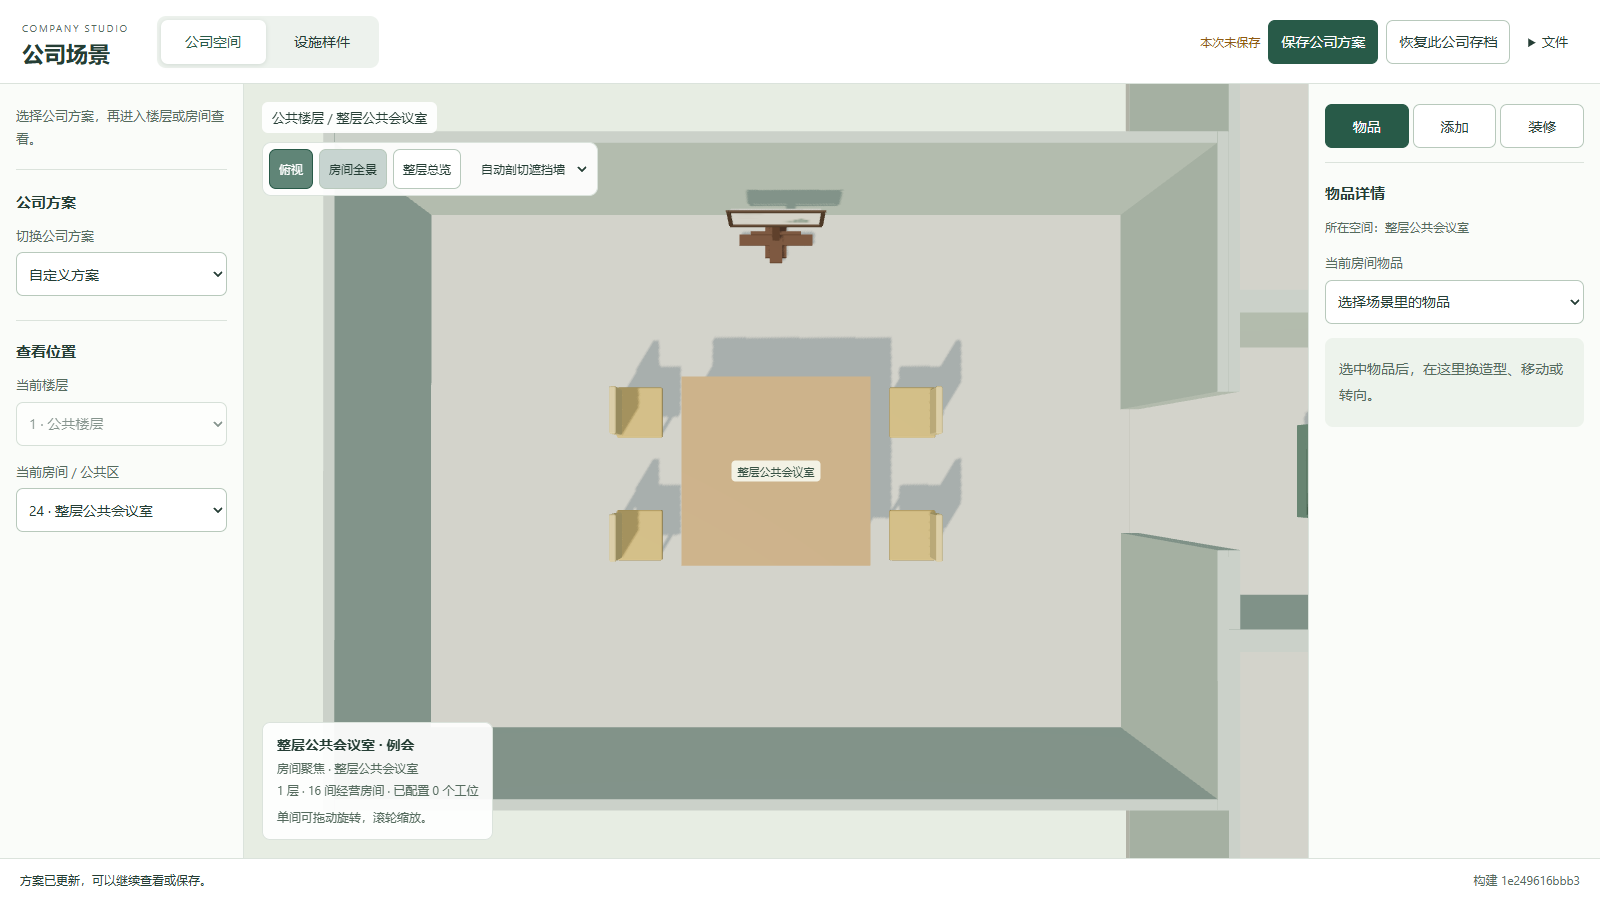 COMPANY STUDIO
公司场景
公司空间
设施样件
本次未保存
保存公司方案
恢复此公司存档
文件
选择公司方案，再进入楼层或房间查
看。
公司方案
切换公司方案
自定义方案
查看位置
当前楼层
1 · 公共楼层
当前房间 / 公共区
24 · 整层公共会议室
公共楼层 / 整层公共会议室
俯视
房间全景
整层总览
自动剖切遮挡墙
整层公共会议室
整层公共会议室 · 例会
房间聚焦 · 整层公共会议室
1 层 · 16 间经营房间 · 已配置 0 个工位
单间可拖动旋转，滚轮缩放。
物品
添加
装修
物品详情
所在空间：整层公共会议室
当前房间物品
选择场景里的物品
选中物品后，在这里换造型、移动或
转向。
方案已更新，可以继续查看或保存。
构建 1e249616bbb3